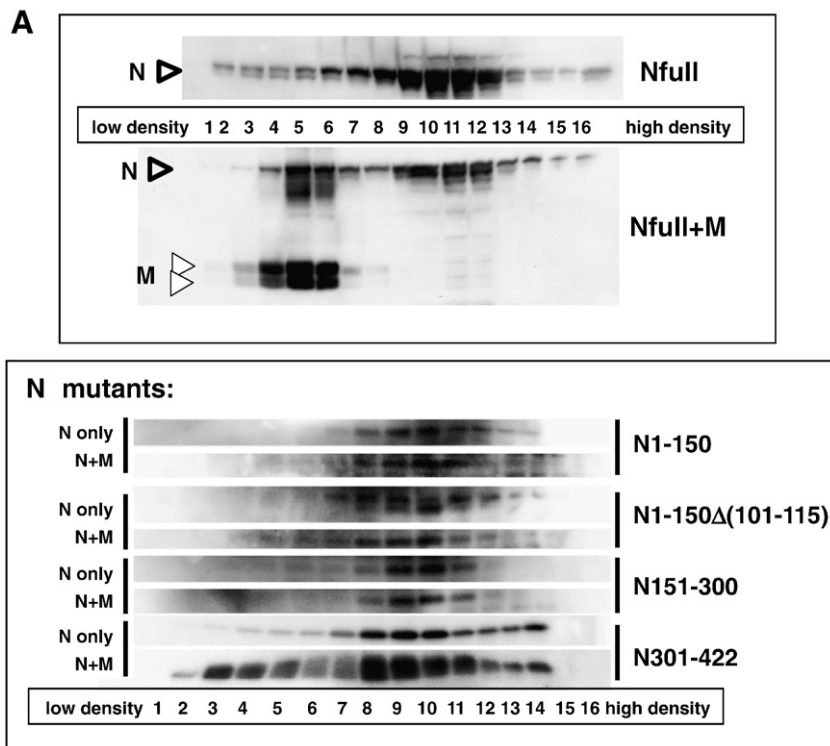 A
N Nfull
low density 1 2 3 4 5 6 7 8 9 10 11 12 13 14 15 16 high density
N
Nfull+M
M
N mutants:
N only
N1-150
N+M
N only
N1-150Δ(101-115)
N+M
N only
N151-300
N+M
N only
N301-422
N+M
low density 1 2 3 4 5 6 7 8 9 10 11 12 13 14 15 16 high density